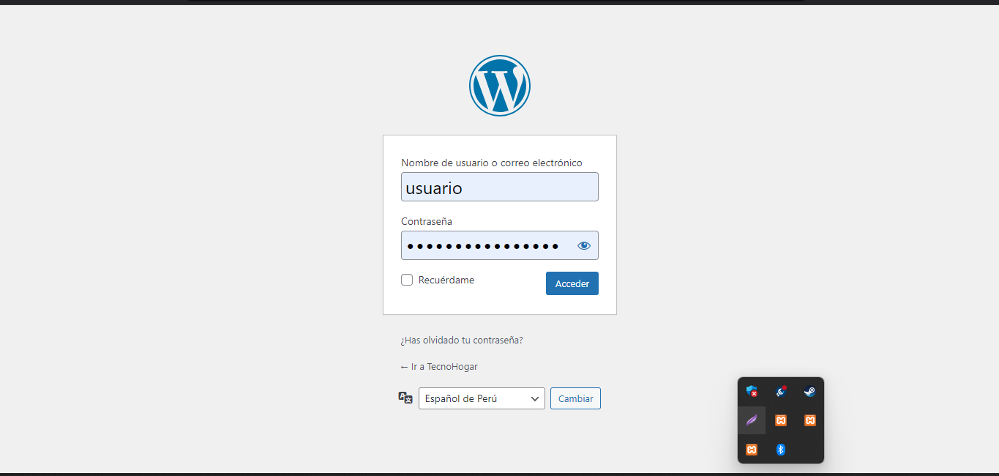 Nombre de usuario o correo electrónico
usuario
Contraseña
Recuérdame
Acceder
¿Has olvidado tu contraseña?
← Ir a TecnoHogar
Español de Perú
Cambiar